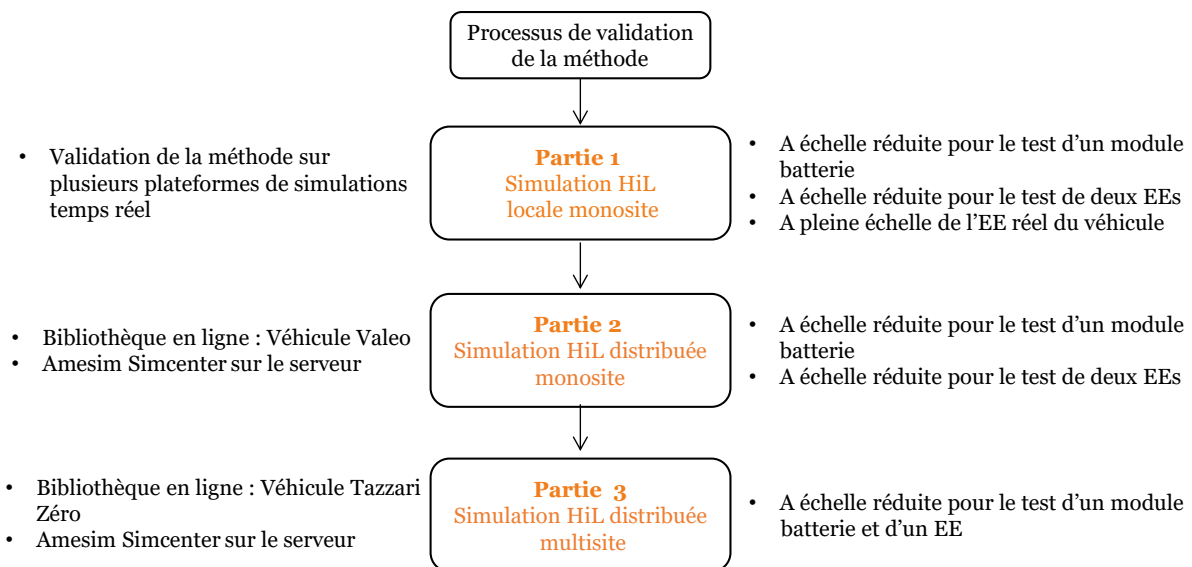 Processus de validation
de la méthode
• Validation de la méthode sur
plusieurs plateformes de simulations
temps réel
Partie 1
Simulation HiL
locale monosite
• A échelle réduite pour le test d'un module
batterie
• A échelle réduite pour le test de deux EEs
• A pleine échelle de l'EE réel du véhicule
• Bibliothèque en ligne : Véhicule Valeo
• Amesim Simcenter sur le serveur
Partie 2
Simulation HiL distribuée
monosite
• A échelle réduite pour le test d'un module
batterie
• A échelle réduite pour le test de deux EEs
• Bibliothèque en ligne : Véhicule Tazzari
Zéro
• Amesim Simcenter sur le serveur
Partie 3
Simulation HiL distribuée
multisite
• A échelle réduite pour le test d'un module
batterie et d'un EE